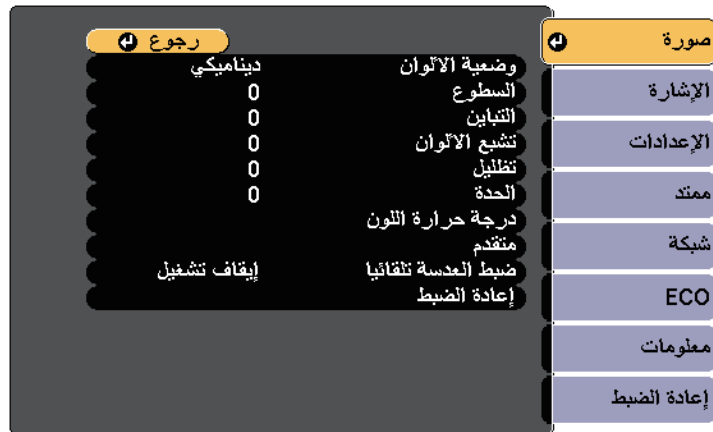 صورة
الإشارة
الإعدادات
ممتد
شبكة
ECO
معلومات
إعادة الضبط
رجوع
وضعية الألوان ديناميكي
السطوع 0
التباين 0
تشبع الألوان 0
تظليل 0
الحدة 0
درجة حرارة اللون
متقدم
ضبط العدسة تلقائيا إيقاف تشغيل
إعادة الضبط